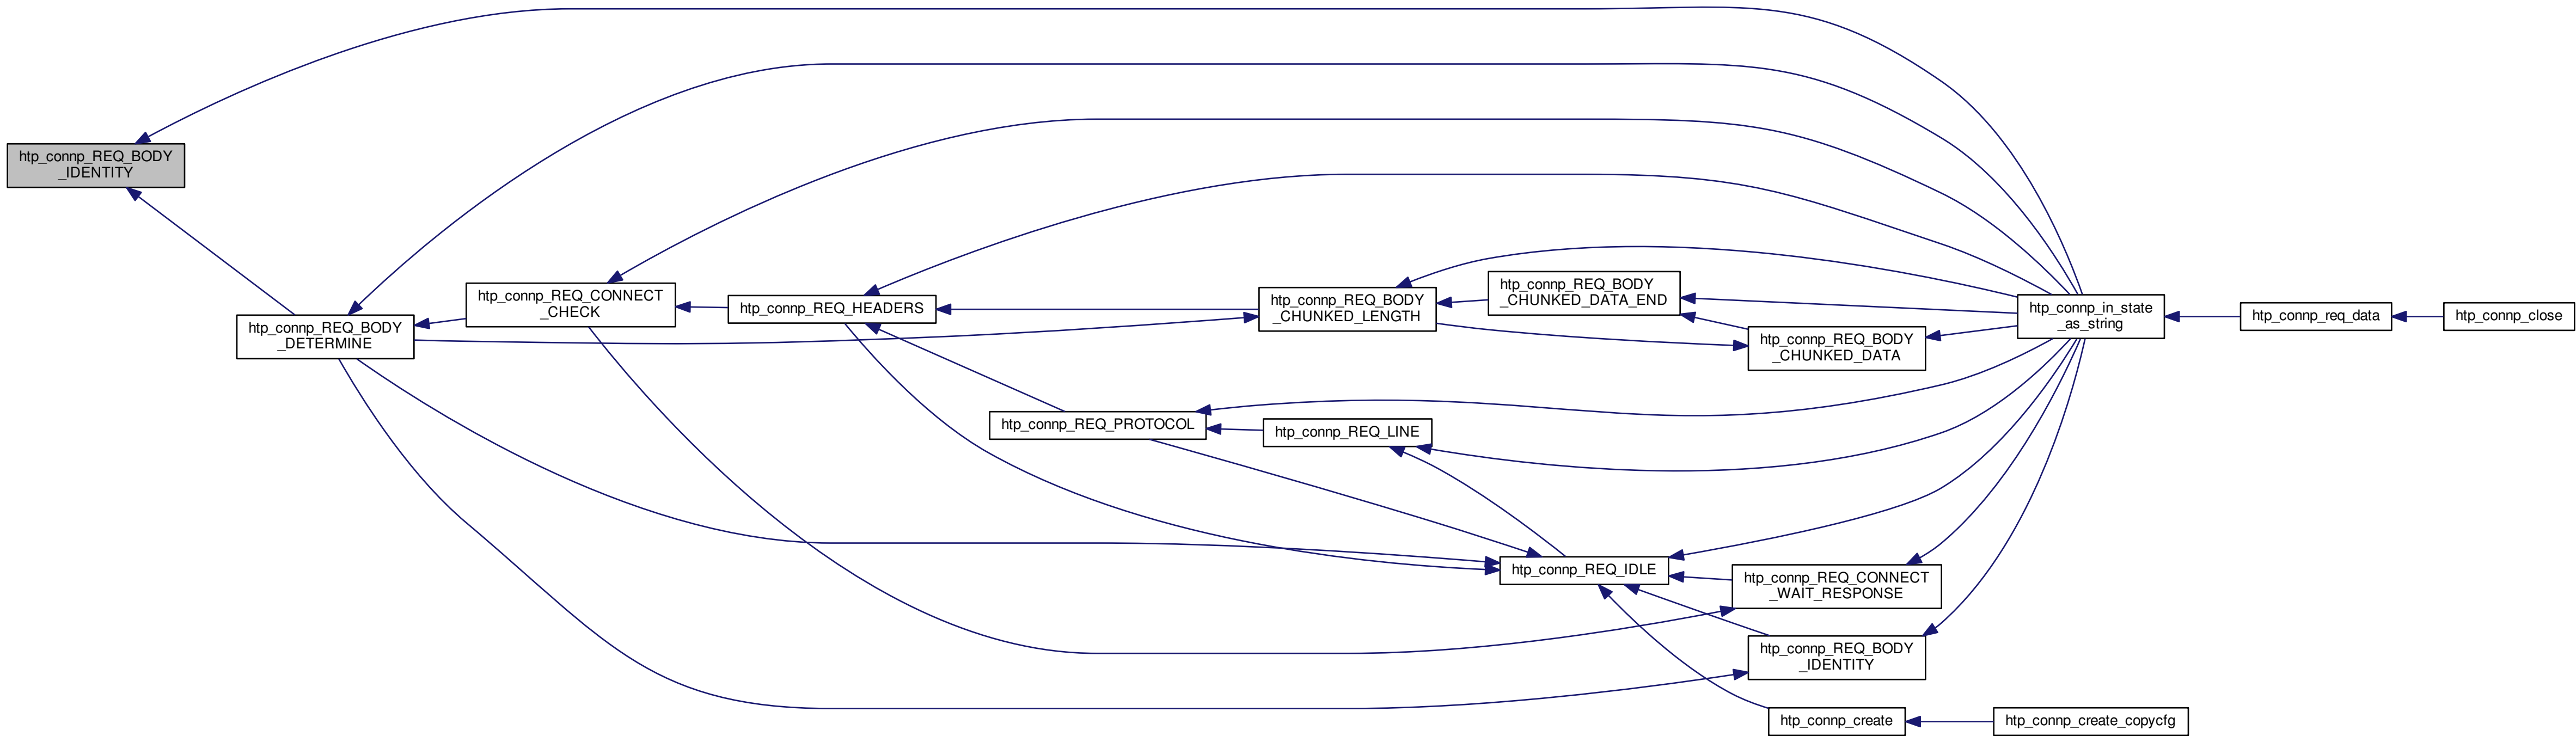 htp_connp_REQ_BODY
_IDENTITY
htp_connp_REQ_BODY
_DETERMINE
htp_connp_REQ_CONNECT
_CHECK
htp_connp_REQ_HEADERS
htp_connp_REQ_BODY
_CHUNKED_LENGTH
htp_connp_REQ_BODY
_CHUNKED_DATA_END
htp_connp_REQ_BODY
_CHUNKED_DATA
htp_connp_in_state
_as_string
htp_connp_req_data
htp_connp_close
htp_connp_REQ_PROTOCOL
htp_connp_REQ_LINE
htp_connp_REQ_IDLE
htp_connp_REQ_CONNECT
_WAIT_RESPONSE
htp_connp_REQ_BODY
_IDENTITY
htp_connp_create
htp_connp_create_copycfg